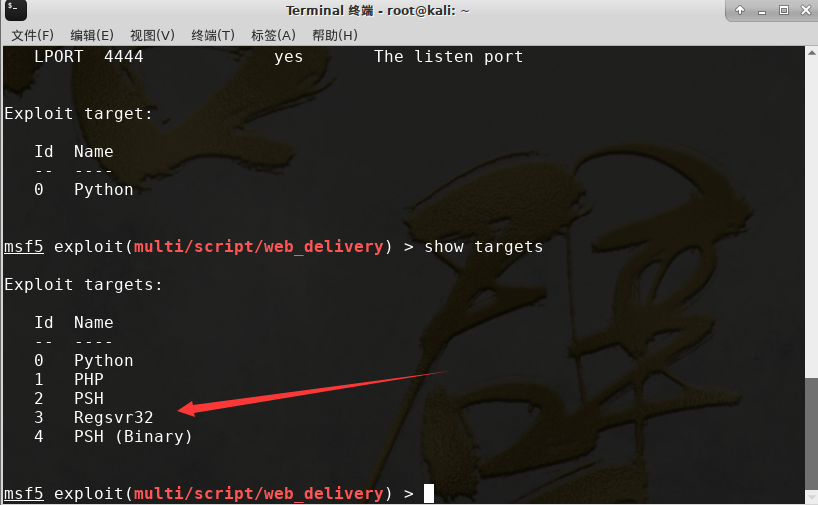 Terminal 终端 - root@kali: ~
文件(F) 编辑(E) 视图(V) 终端(T) 标签(A) 帮助(H)
LPORT 4444 yes The listen port
Exploit target:
Id Name
-- ----
0 Python
msf5 exploit(multi/script/web_delivery) > show targets
Exploit targets:
Id Name
-- ----
0 Python
1 PHP
2 PSH
3 Regsvr32
4 PSH (Binary)
msf5 exploit(multi/script/web_delivery) >